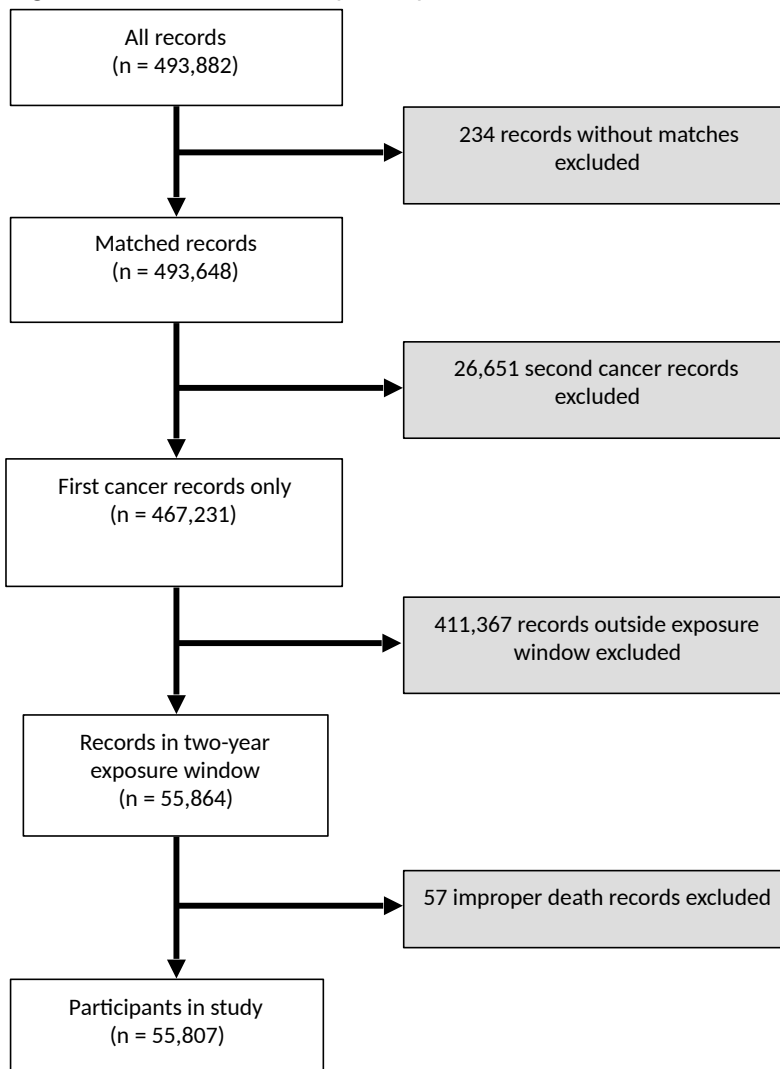 All records
(n = 493,882)
234 records without matches
excluded
Matched records
(n = 493,648)
26,651 second cancer records
excluded
First cancer records only
(n = 467,231)
411,367 records outside exposure
window excluded
Records in two-year
exposure window
(n = 55,864)
57 improper death records excluded
Participants in study
(n = 55,807)